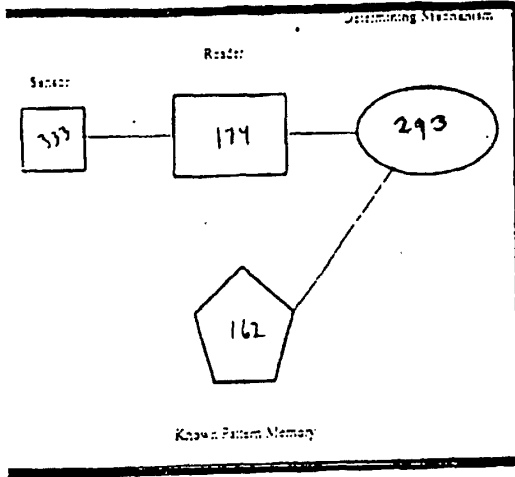 Determining Mechanism
Reader
Sensor
333
174
293
162
Known Pattern Memory